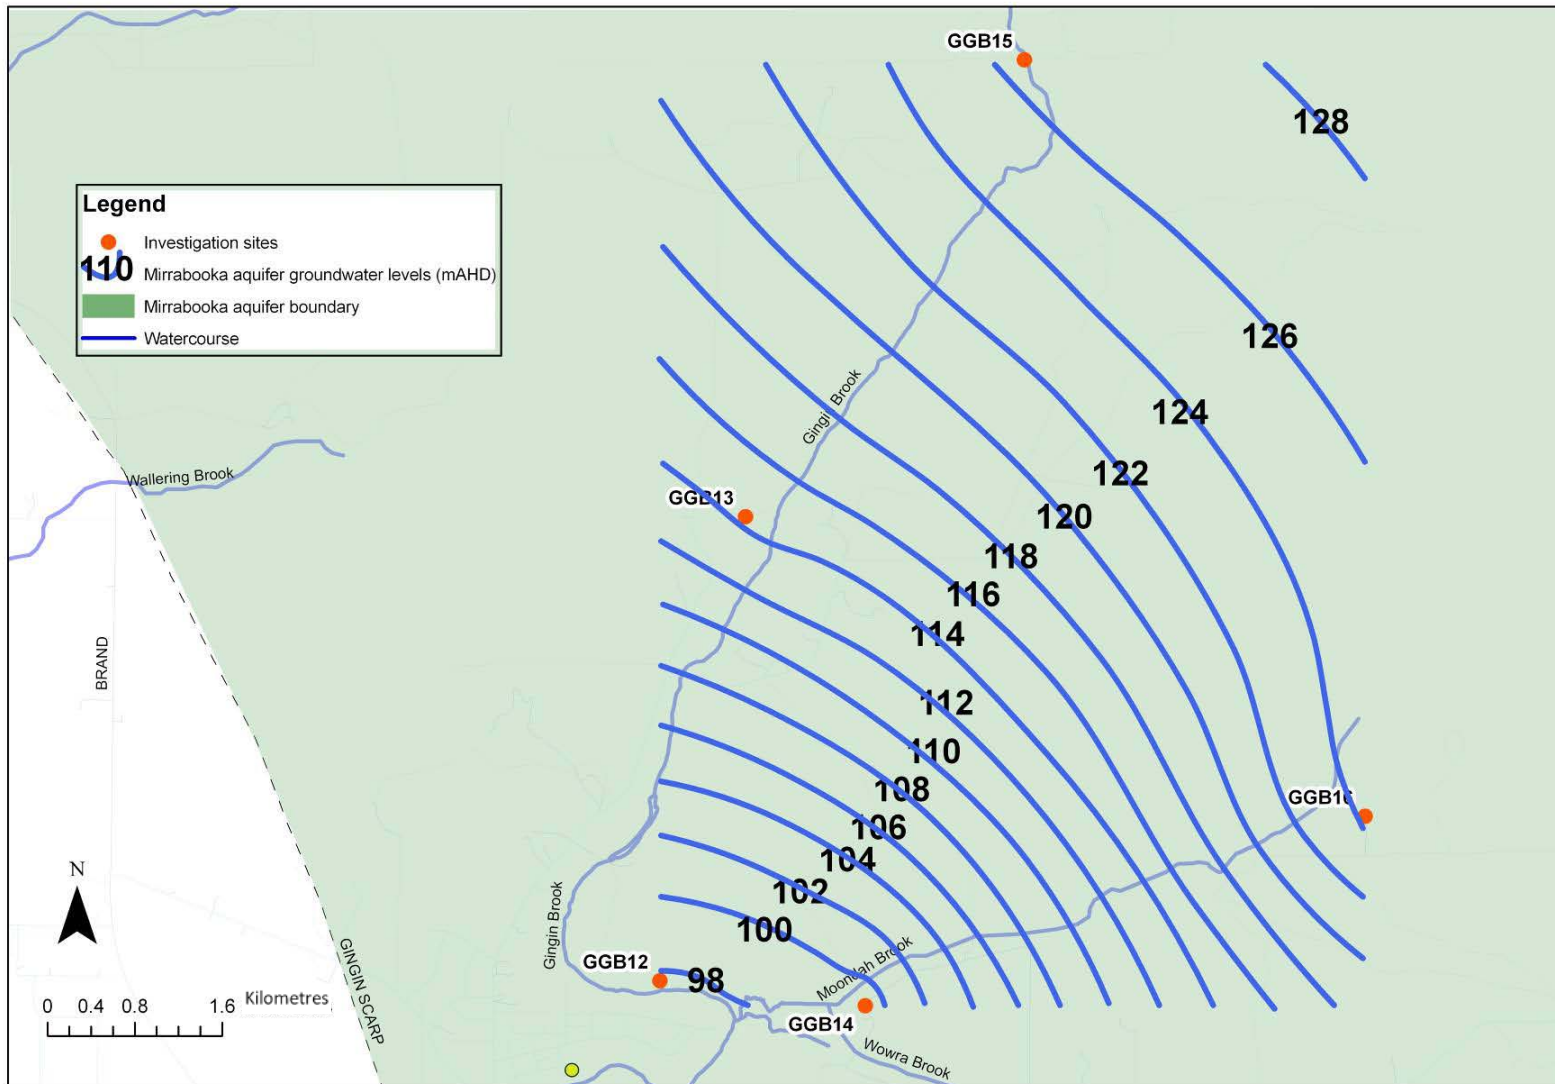 GGB15
128
Legend
Investigation sites
110 Mirrabooka aquifer groundwater levels (mAHD)
Mirrabooka aquifer boundary
Watercourse
126
124
Gingin Brook
122
Wallering Brook
GGB13
120
118
116
114
BRAND
112
110
108
GGB16
106
104
102
100
N
Gingin Brook
GINGIN SCARP
GGB12
98
Moondah Brook
0 0.4 0.8 1.6 Kilometres
GGB14
Wowra Brook